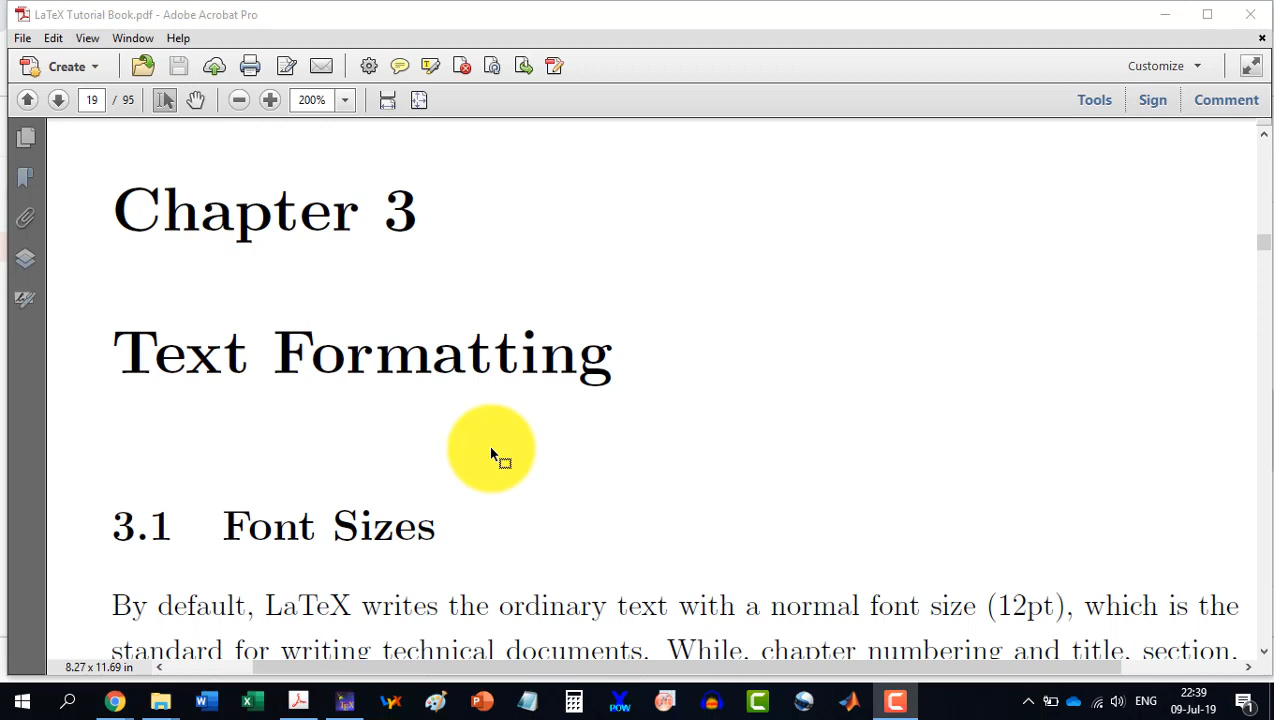 LaTeX Tutorial Book.pdf - Adobe Acrobat Pro
File Edit View Window Help
Create
Customize
19 / 95
200%
Tools Sign Comment
Chapter 3
Text Formatting
3.1 Font Sizes
By default, LaTeX writes the ordinary text with a normal font size (12pt), which is the
standard for writing technical documents. While, chapter numbering and title, section,
8.27 x 11.69 in
POW
ENG
22:39
09-Jul-19
1